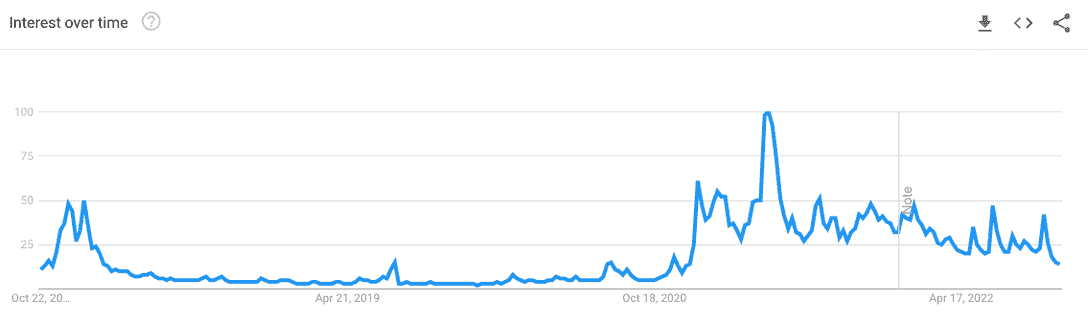 Interest over time
100
75
50
25
Note
Oct 22, 20...
Apr 21, 2019
Oct 18, 2020
Apr 17, 2022